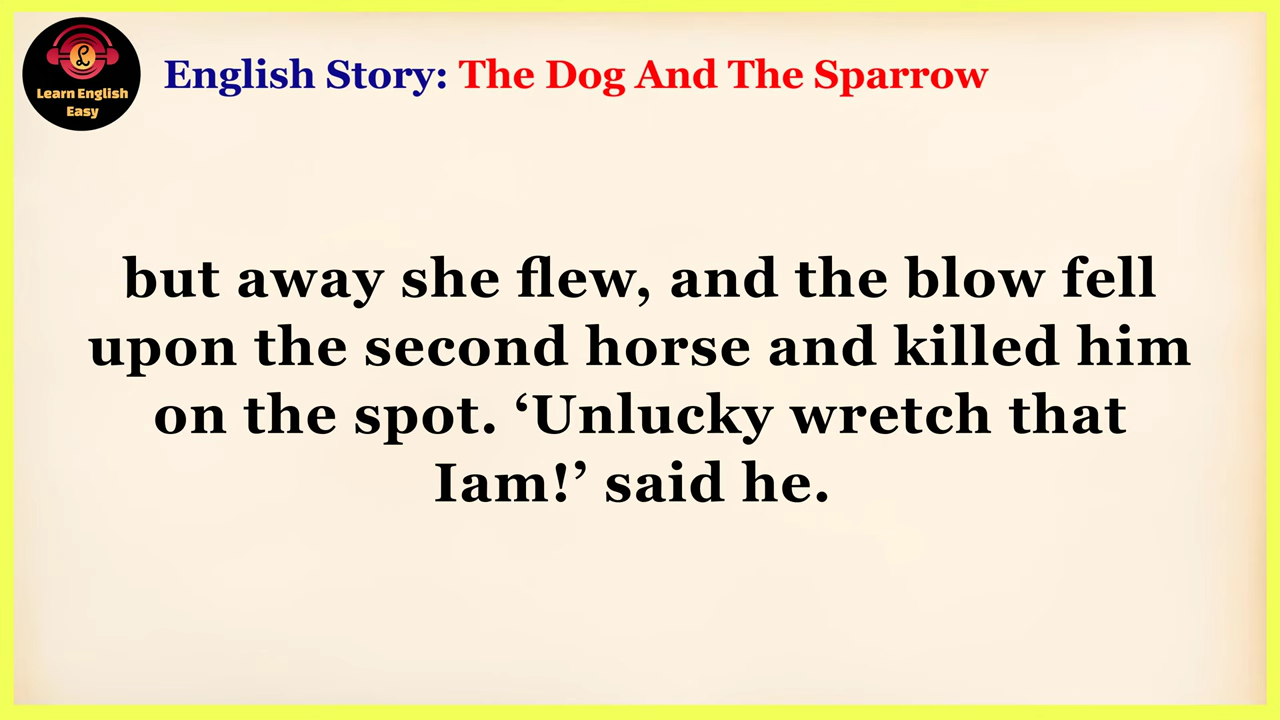 L
Learn English
Easy
English Story: The Dog And The Sparrow
but away she flew, and the blow fell
upon the second horse and killed him
on the spot. ‘Unlucky wretch that
Iam!’ said he.